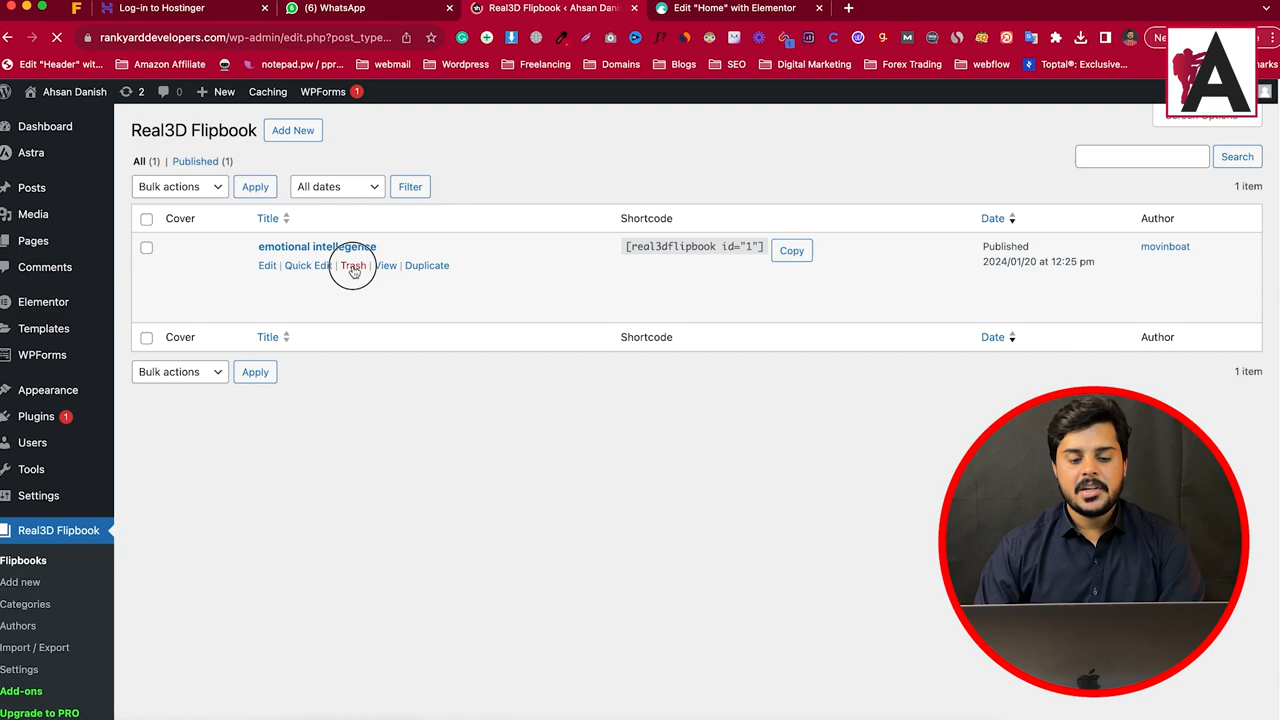 Log-in to Hostinger
(6) WhatsApp
Real3D Flipbook ‹ Ahsan Danish
Edit "Home" with Elementor
rankyarddevelopers.com/wp-admin/edit.php?post_type...
Edit "Header" wit...
Amazon Affiliate
notepad.pw / ppr...
webmail
Wordpress
Freelancing
Domains
Blogs
SEO
Digital Marketing
Forex Trading
webflow
Toptal®: Exclusive...
A
Ahsan Danish
2
0
New
Caching
WPForms 1
Dashboard
Astra
Posts
Media
Pages
Comments
Elementor
Templates
WPForms
Appearance
Plugins 1
Users
Tools
Settings
Real3D Flipbook
Flipbooks
Add new
Categories
Authors
Import / Export
Settings
Add-ons
Upgrade to PRO
Real3D Flipbook
Add New
Screen Options
All (1) | Published (1)
Search
Bulk actions
Apply
All dates
Filter
1 item
Cover Title Shortcode Date Author
emotional intellegence
[real3dflipbook id="1"]
Copy
Published
2024/01/20 at 12:25 pm
movinboat
Edit | Quick Edit | Trash | View | Duplicate
Cover Title Shortcode Date Author
Bulk actions
Apply
1 item